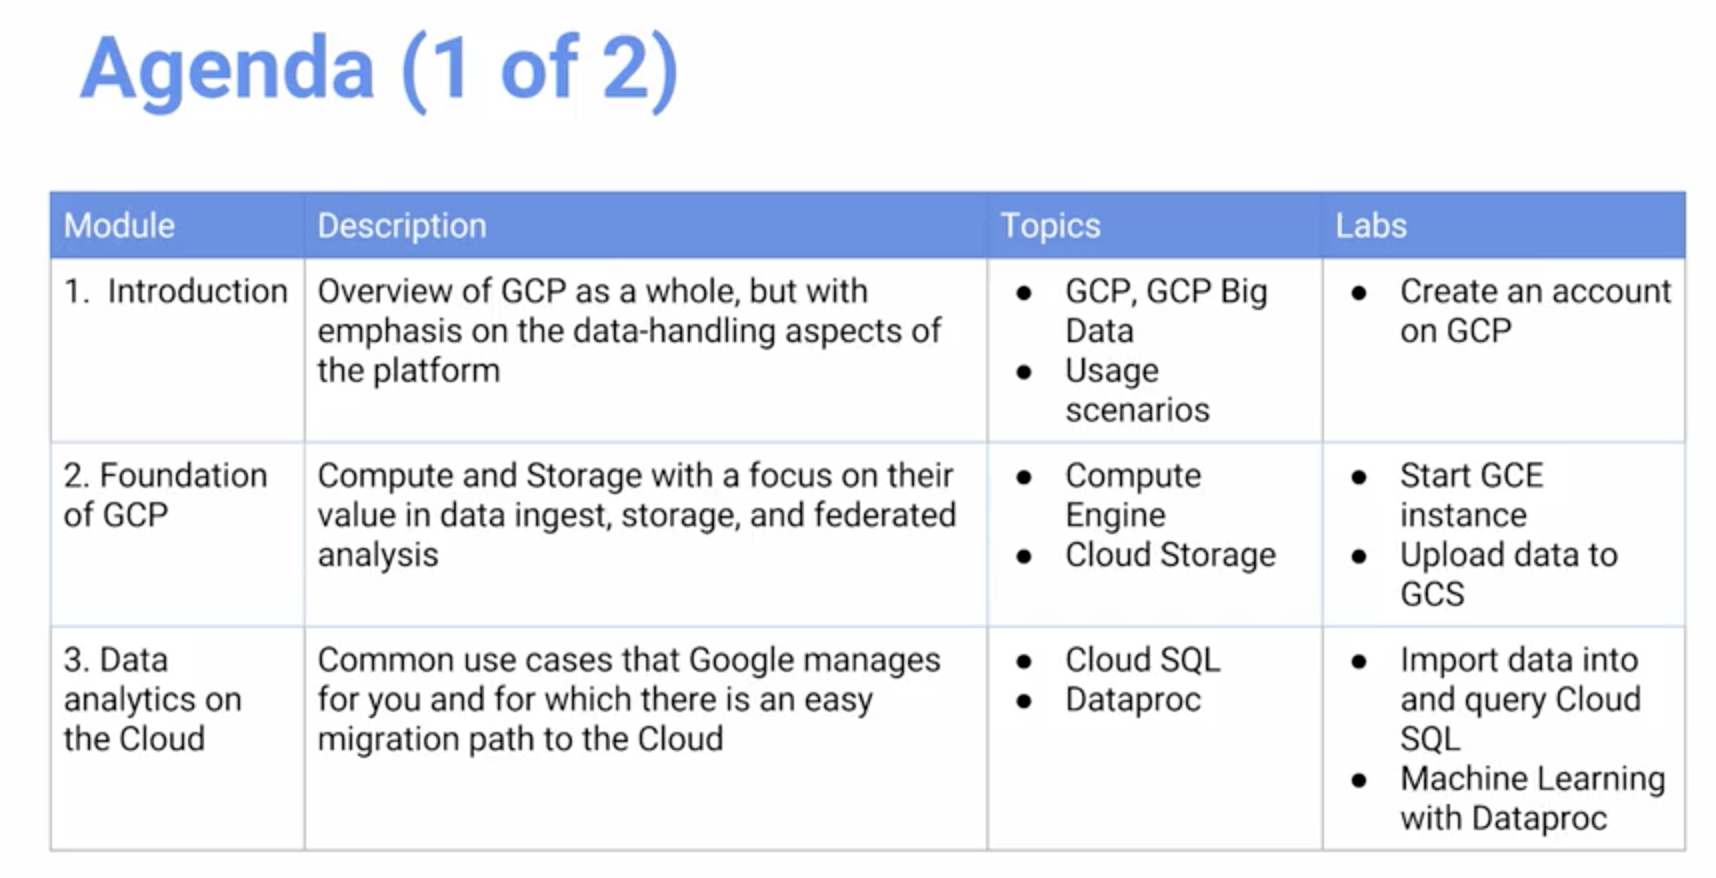 Agenda (1 of 2)
Module
Description
Topics
Labs
1. Introduction
Overview of GCP as a whole, but with
emphasis on the data-handling aspects of
the platform
● GCP, GCP Big
Data
● Usage
scenarios
● Create an account
on GCP
2. Foundation
of GCP
Compute and Storage with a focus on their
value in data ingest, storage, and federated
analysis
● Compute
Engine
● Cloud Storage
● Start GCE
instance
● Upload data to
GCS
3. Data
analytics on
the Cloud
Common use cases that Google manages
for you and for which there is an easy
migration path to the Cloud
● Cloud SQL
● Dataproc
● Import data into
and query Cloud
SQL
● Machine Learning
with Dataproc